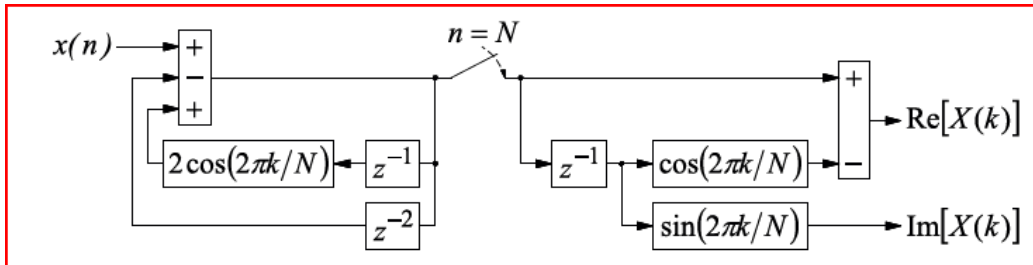 n = N
x(n)
+
−
+
+
−
Re[X(k)]
2cos(2πk/N)
z⁻¹
z⁻¹
cos(2πk/N)
z⁻²
sin(2πk/N)
Im[X(k)]